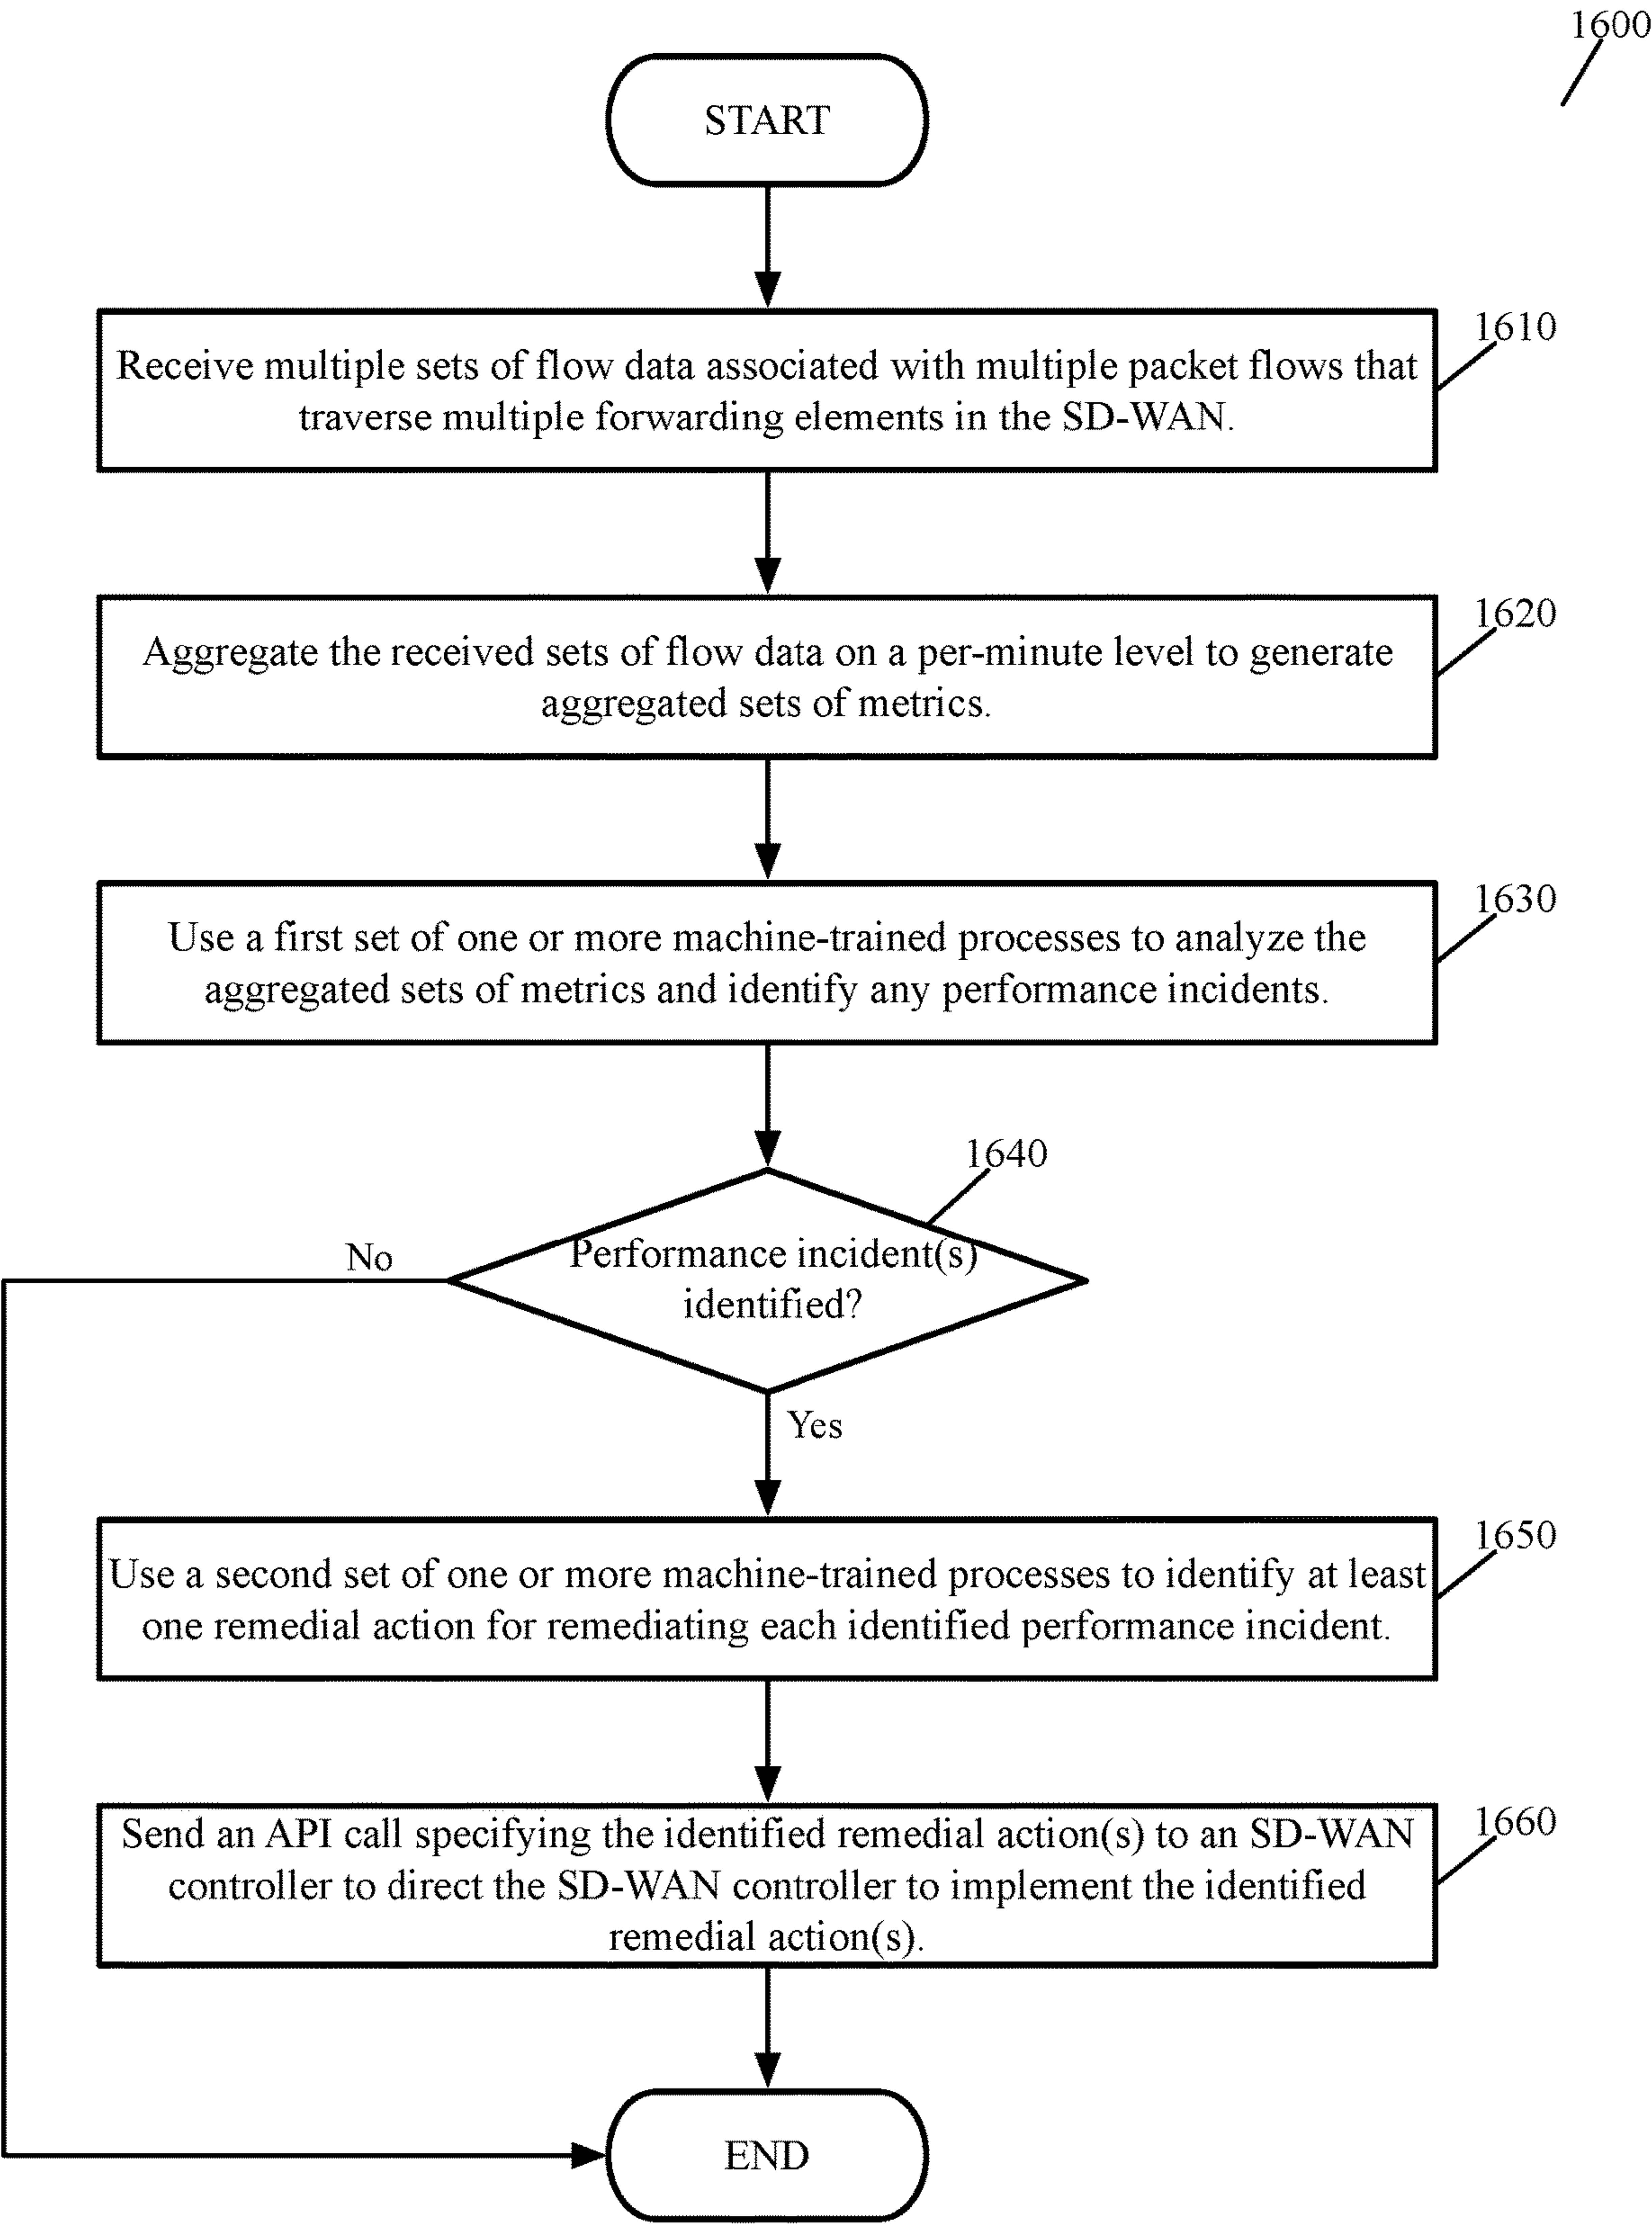 1600
START
1610
Receive multiple sets of flow data associated with multiple packet flows that
traverse multiple forwarding elements in the SD-WAN.
1620
Aggregate the received sets of flow data on a per-minute level to generate
aggregated sets of metrics.
1630
Use a first set of one or more machine-trained processes to analyze the
aggregated sets of metrics and identify any performance incidents.
1640
No
Performance incident(s)
identified?
Yes
1650
Use a second set of one or more machine-trained processes to identify at least
one remedial action for remediating each identified performance incident.
1660
Send an API call specifying the identified remedial action(s) to an SD-WAN
controller to direct the SD-WAN controller to implement the identified
remedial action(s).
END